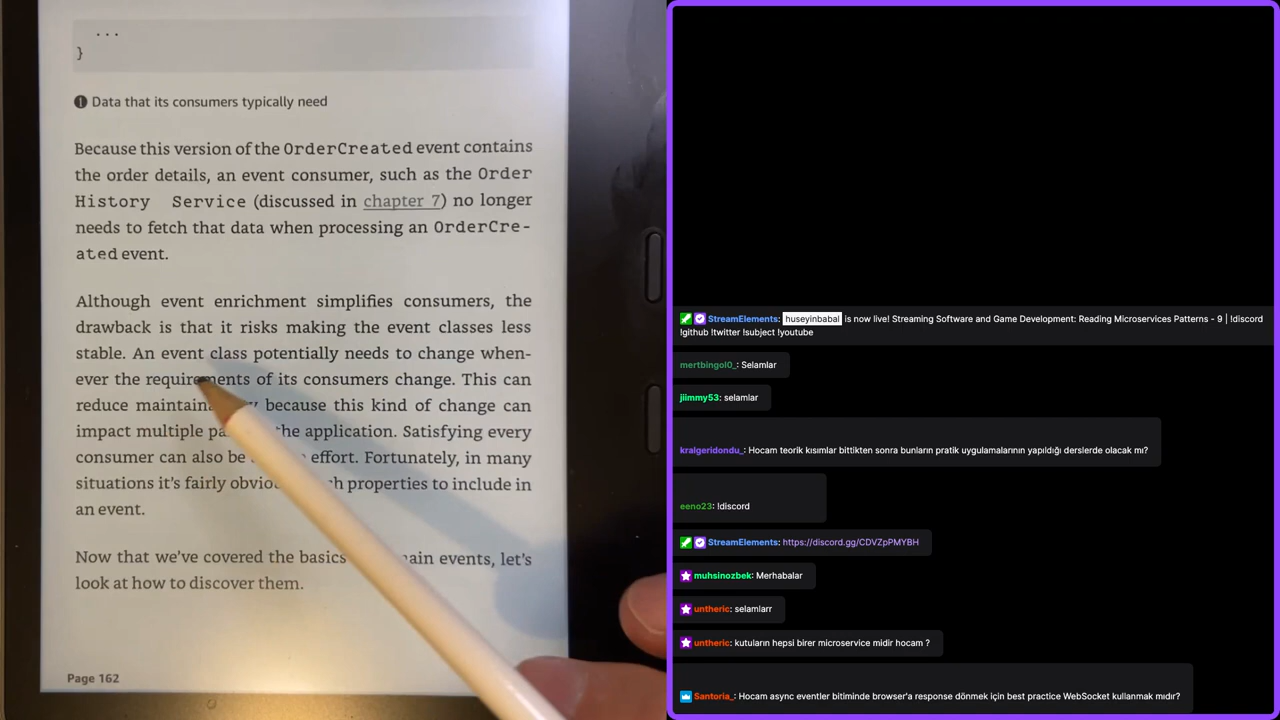 ...
}
❶ Data that its consumers typically need
Because this version of the OrderCreated event contains
the order details, an event consumer, such as the Order
History Service (discussed in chapter 7) no longer
needs to fetch that data when processing an OrderCre-
ated event.
Although event enrichment simplifies consumers, the
drawback is that it risks making the event classes less
stable. An event class potentially needs to change when-
ever the requirements of its consumers change. This can
reduce because this kind of change can
impact multiple the application. Satisfying every
consumer can also be effort. Fortunately, in many
situations it's fairly properties to include in
an event.
Now that we've covered the basics events, let's
look at how to discover them.
Page 162
StreamElements: huseyinbabal is now live! Streaming Software and Game Development: Reading Microservices Patterns - 9 | !discord
!github !twitter !subject !youtube
mertbingol0_: Selamlar
jiimmy53: selamlar
kralgeridondu_: Hocam teorik kısımlar bittikten sonra bunların pratik uygulamalarının yapıldığı derslerde olacak mı?
eeno23: !discord
StreamElements: https://discord.gg/CDVZpPMYBH
muhsinozbek: Merhabalar
untheric: selamlarr
untheric: kutuların hepsi birer microservice midir hocam ?
Santoria_: Hocam async eventler bitiminde browser'a response dönmek için best practice WebSocket kullanmak mıdır?